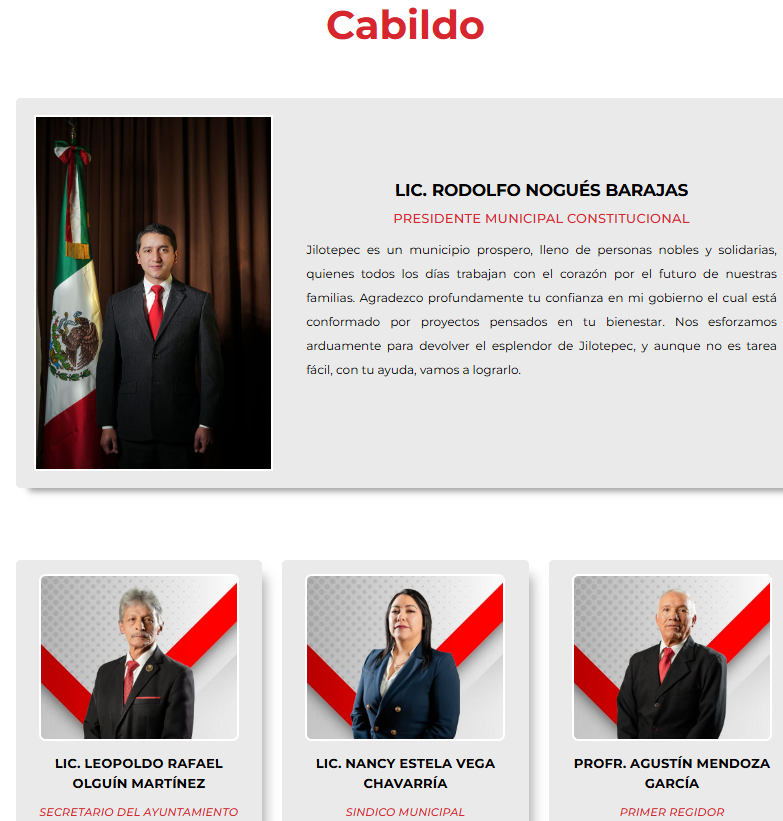 Cabildo
LIC. RODOLFO NOGUÉS BARAJAS
PRESIDENTE MUNICIPAL CONSTITUCIONAL
Jilotepec es un municipio prospero, lleno de personas nobles y solidarias,
quienes todos los días trabajan con el corazón por el futuro de nuestras
familias. Agradezco profundamente tu confianza en mi gobierno el cual está
conformado por proyectos pensados en tu bienestar. Nos esforzamos
arduamente para devolver el esplendor de Jilotepec, y aunque no es tarea
fácil, con tu ayuda, vamos a lograrlo.
LIC. LEOPOLDO RAFAEL
OLGUÍN MARTÍNEZ
SECRETARIO DEL AYUNTAMIENTO
LIC. NANCY ESTELA VEGA
CHAVARRÍA
SINDICO MUNICIPAL
PROFR. AGUSTÍN MENDOZA
GARCÍA
PRIMER REGIDOR